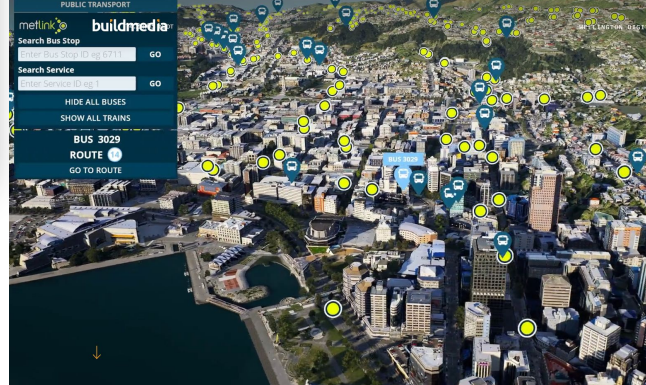 PUBLIC TRANSPORT
metlink
buildmedia
Search Bus Stop
Enter Bus Stop ID eg 6711
GO
Search Service
Enter Service ID eg 1
GO
HIDE ALL BUSES
SHOW ALL TRAINS
BUS 3029
ROUTE 14
GO TO ROUTE
BUS 3029
WELLINGTON DIGI